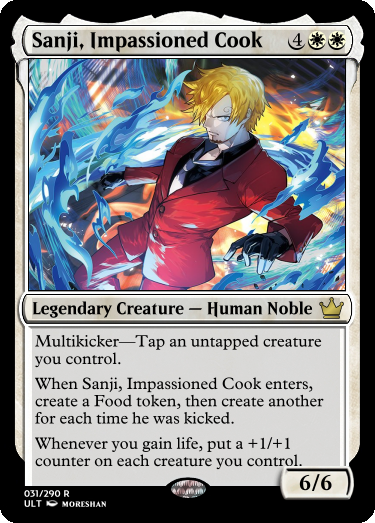 Sanji, Impassioned Cook 4
Legendary Creature — Human Noble
Multikicker—Tap an untapped creature
you control.
When Sanji, Impassioned Cook enters,
create a Food token, then create another
for each time he was kicked.
Whenever you gain life, put a +1/+1
counter on each creature you control.
6/6
031/290 R
ULT MORESHAN